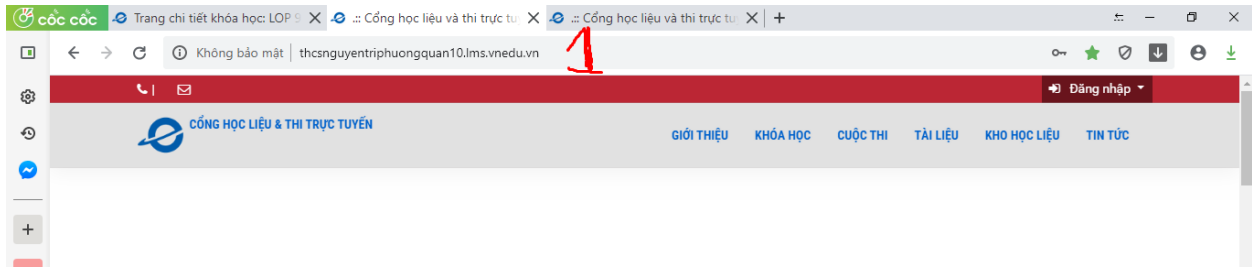 cốc cốc Trang chi tiết khóa học: LOP 9 .:: Cổng học liệu và thi trực tu .:: Cổng học liệu và thi trực tu
Không bảo mật thcsnguyentriphuongquan10.lms.vnedu.vn
1
Đăng nhập
CỔNG HỌC LIỆU & THI TRỰC TUYẾN
GIỚI THIỆU KHÓA HỌC CUỘC THI TÀI LIỆU KHO HỌC LIỆU TIN TỨC